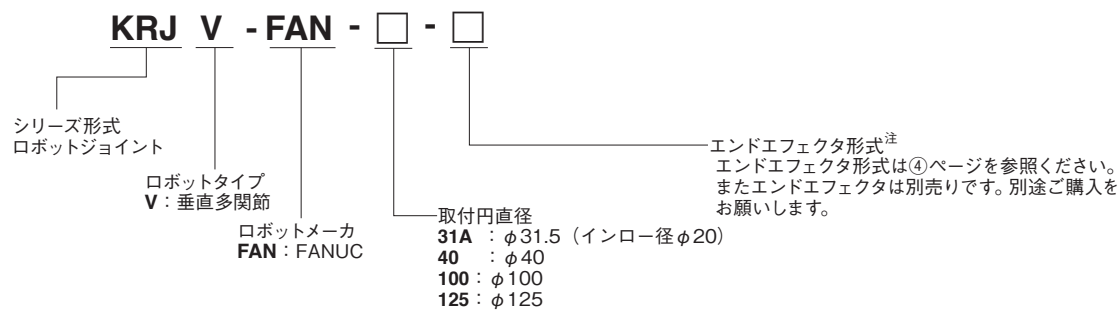 KRJ V - FAN - □ - □
シリーズ形式
ロボットジョイント
ロボットタイプ
V：垂直多関節
ロボットメーカ
FAN：FANUC
取付円直径
31A ：φ31.5（インロー径φ20）
40 ：φ40
100：φ100
125：φ125
エンドエフェクタ形式注
エンドエフェクタ形式は④ページを参照ください。
またエンドエフェクタは別売りです。別途ご購入を
お願いします。